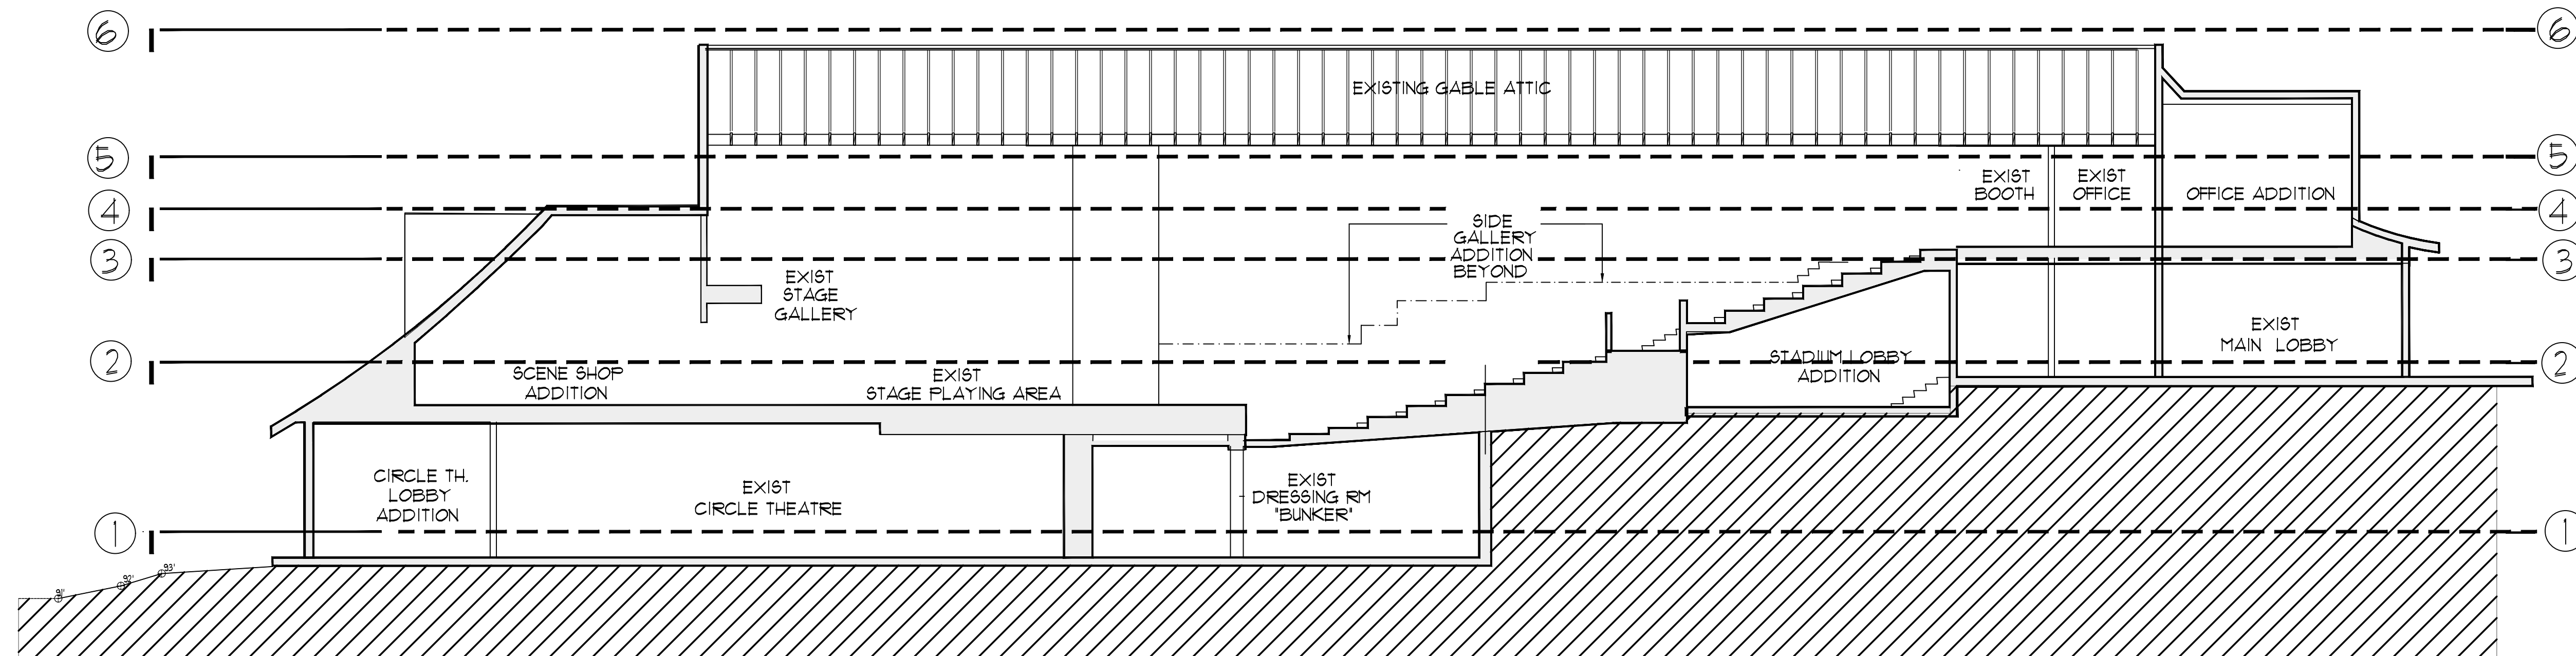 6
6
EXISTING GABLE ATTIC
5
5
EXIST
BOOTH
EXIST
OFFICE
OFFICE ADDITION
4
4
SIDE
GALLERY
ADDITION
BEYOND
3
3
EXIST
STAGE
GALLERY
EXIST
MAIN LOBBY
2
2
STADIUM LOBBY
ADDITION
SCENE SHOP
ADDITION
EXIST
STAGE PLAYING AREA
CIRCLE TH.
LOBBY
ADDITION
EXIST
CIRCLE THEATRE
EXIST
DRESSING RM
"BUNKER"
1
1
93'
92'